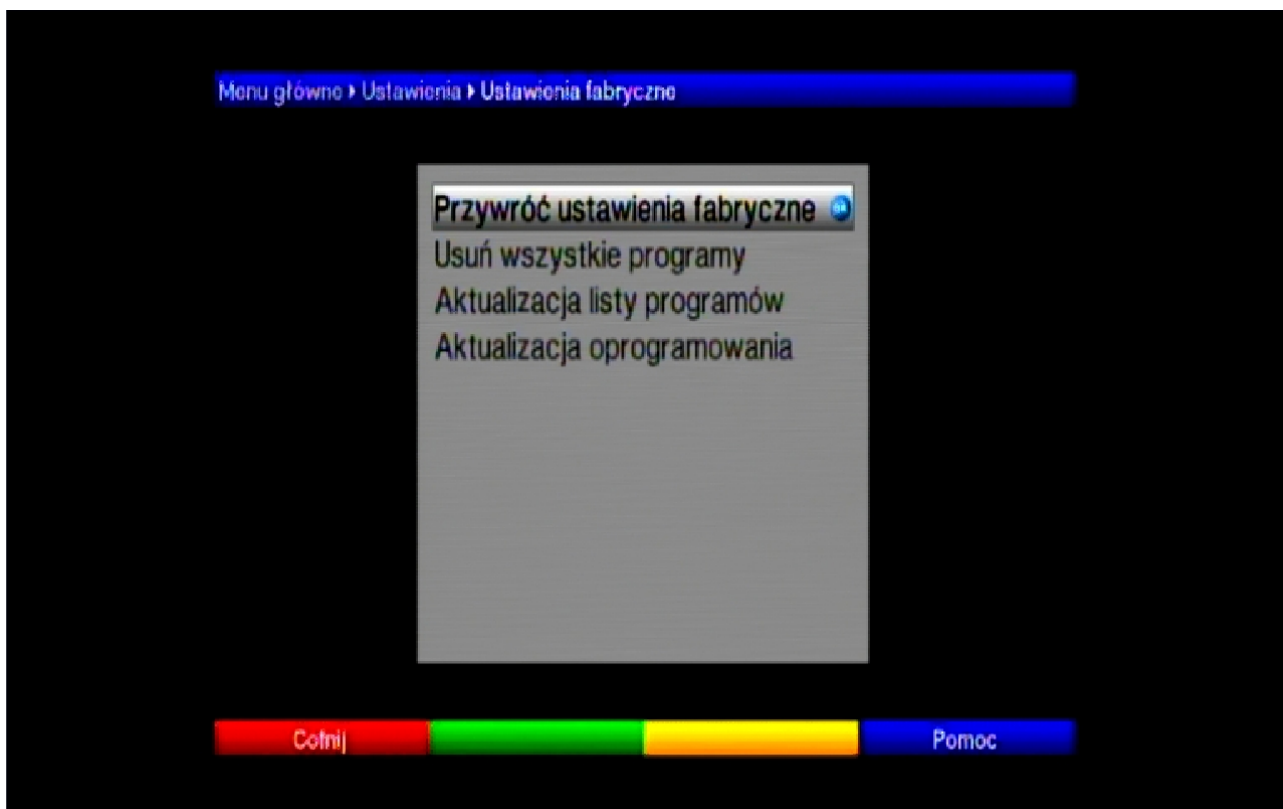 Menu główne Ustawienia Ustawienia fabryczne
Przywróć ustawienia fabryczne
Usuń wszystkie programy
Aktualizacja listy programów
Aktualizacja oprogramowania
Cofnij Pomoc